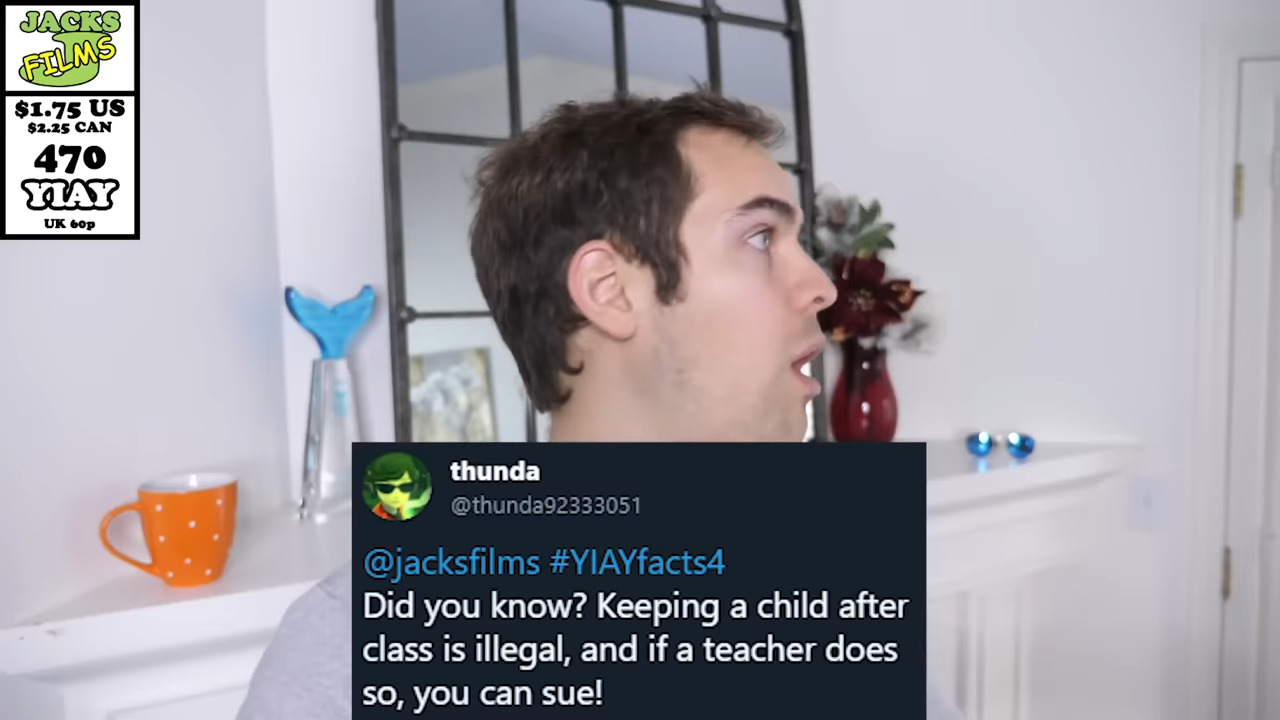 JACKS
FILMS
$1.75 US
$2.25 CAN
470
YIAY
UK 60p
thunda
@thunda92333051
@jacksfilms #YIAYfacts4
Did you know? Keeping a child after
class is illegal, and if a teacher does
so, you can sue!